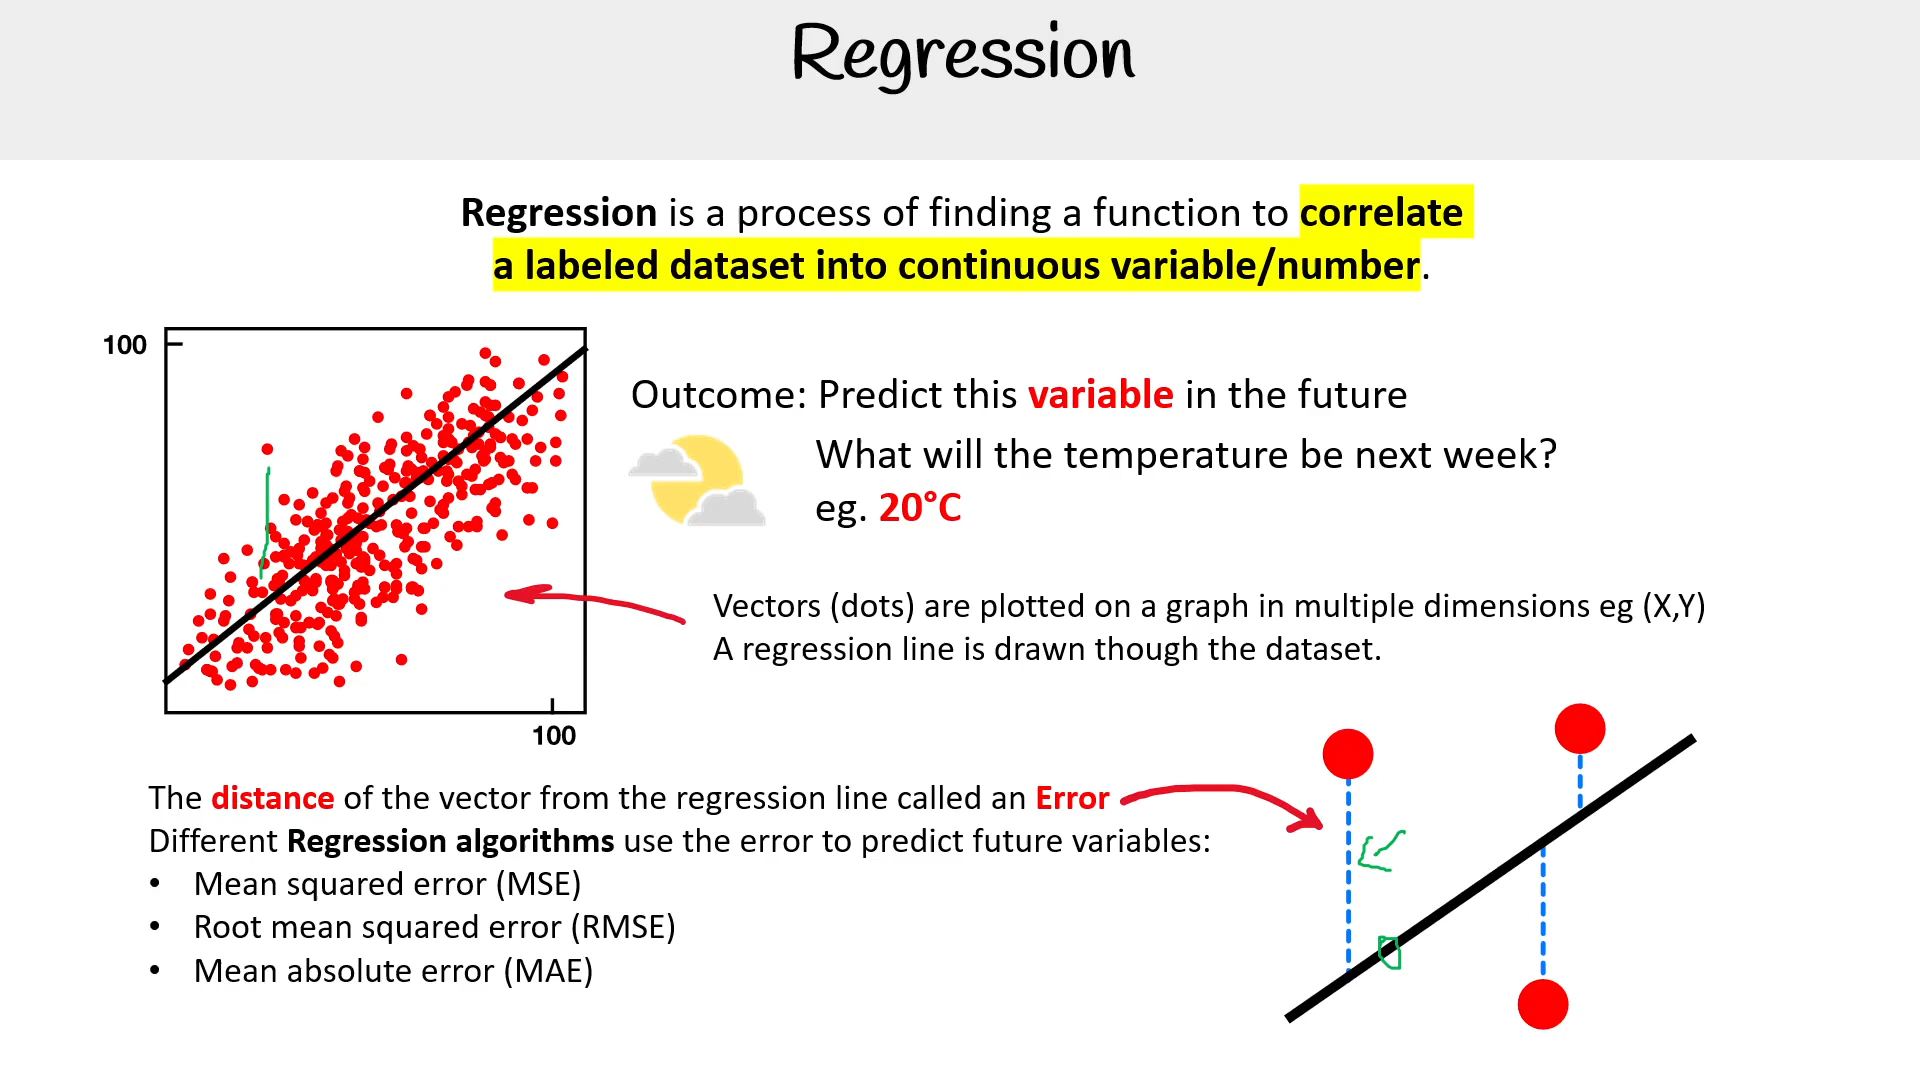 Regression
Regression is a process of finding a function to correlate
a labeled dataset into continuous variable/number.
100
100
Outcome: Predict this variable in the future
What will the temperature be next week?
eg. 20°C
Vectors (dots) are plotted on a graph in multiple dimensions eg (X,Y)
A regression line is drawn though the dataset.
The distance of the vector from the regression line called an Error
Different Regression algorithms use the error to predict future variables:
• Mean squared error (MSE)
• Root mean squared error (RMSE)
• Mean absolute error (MAE)